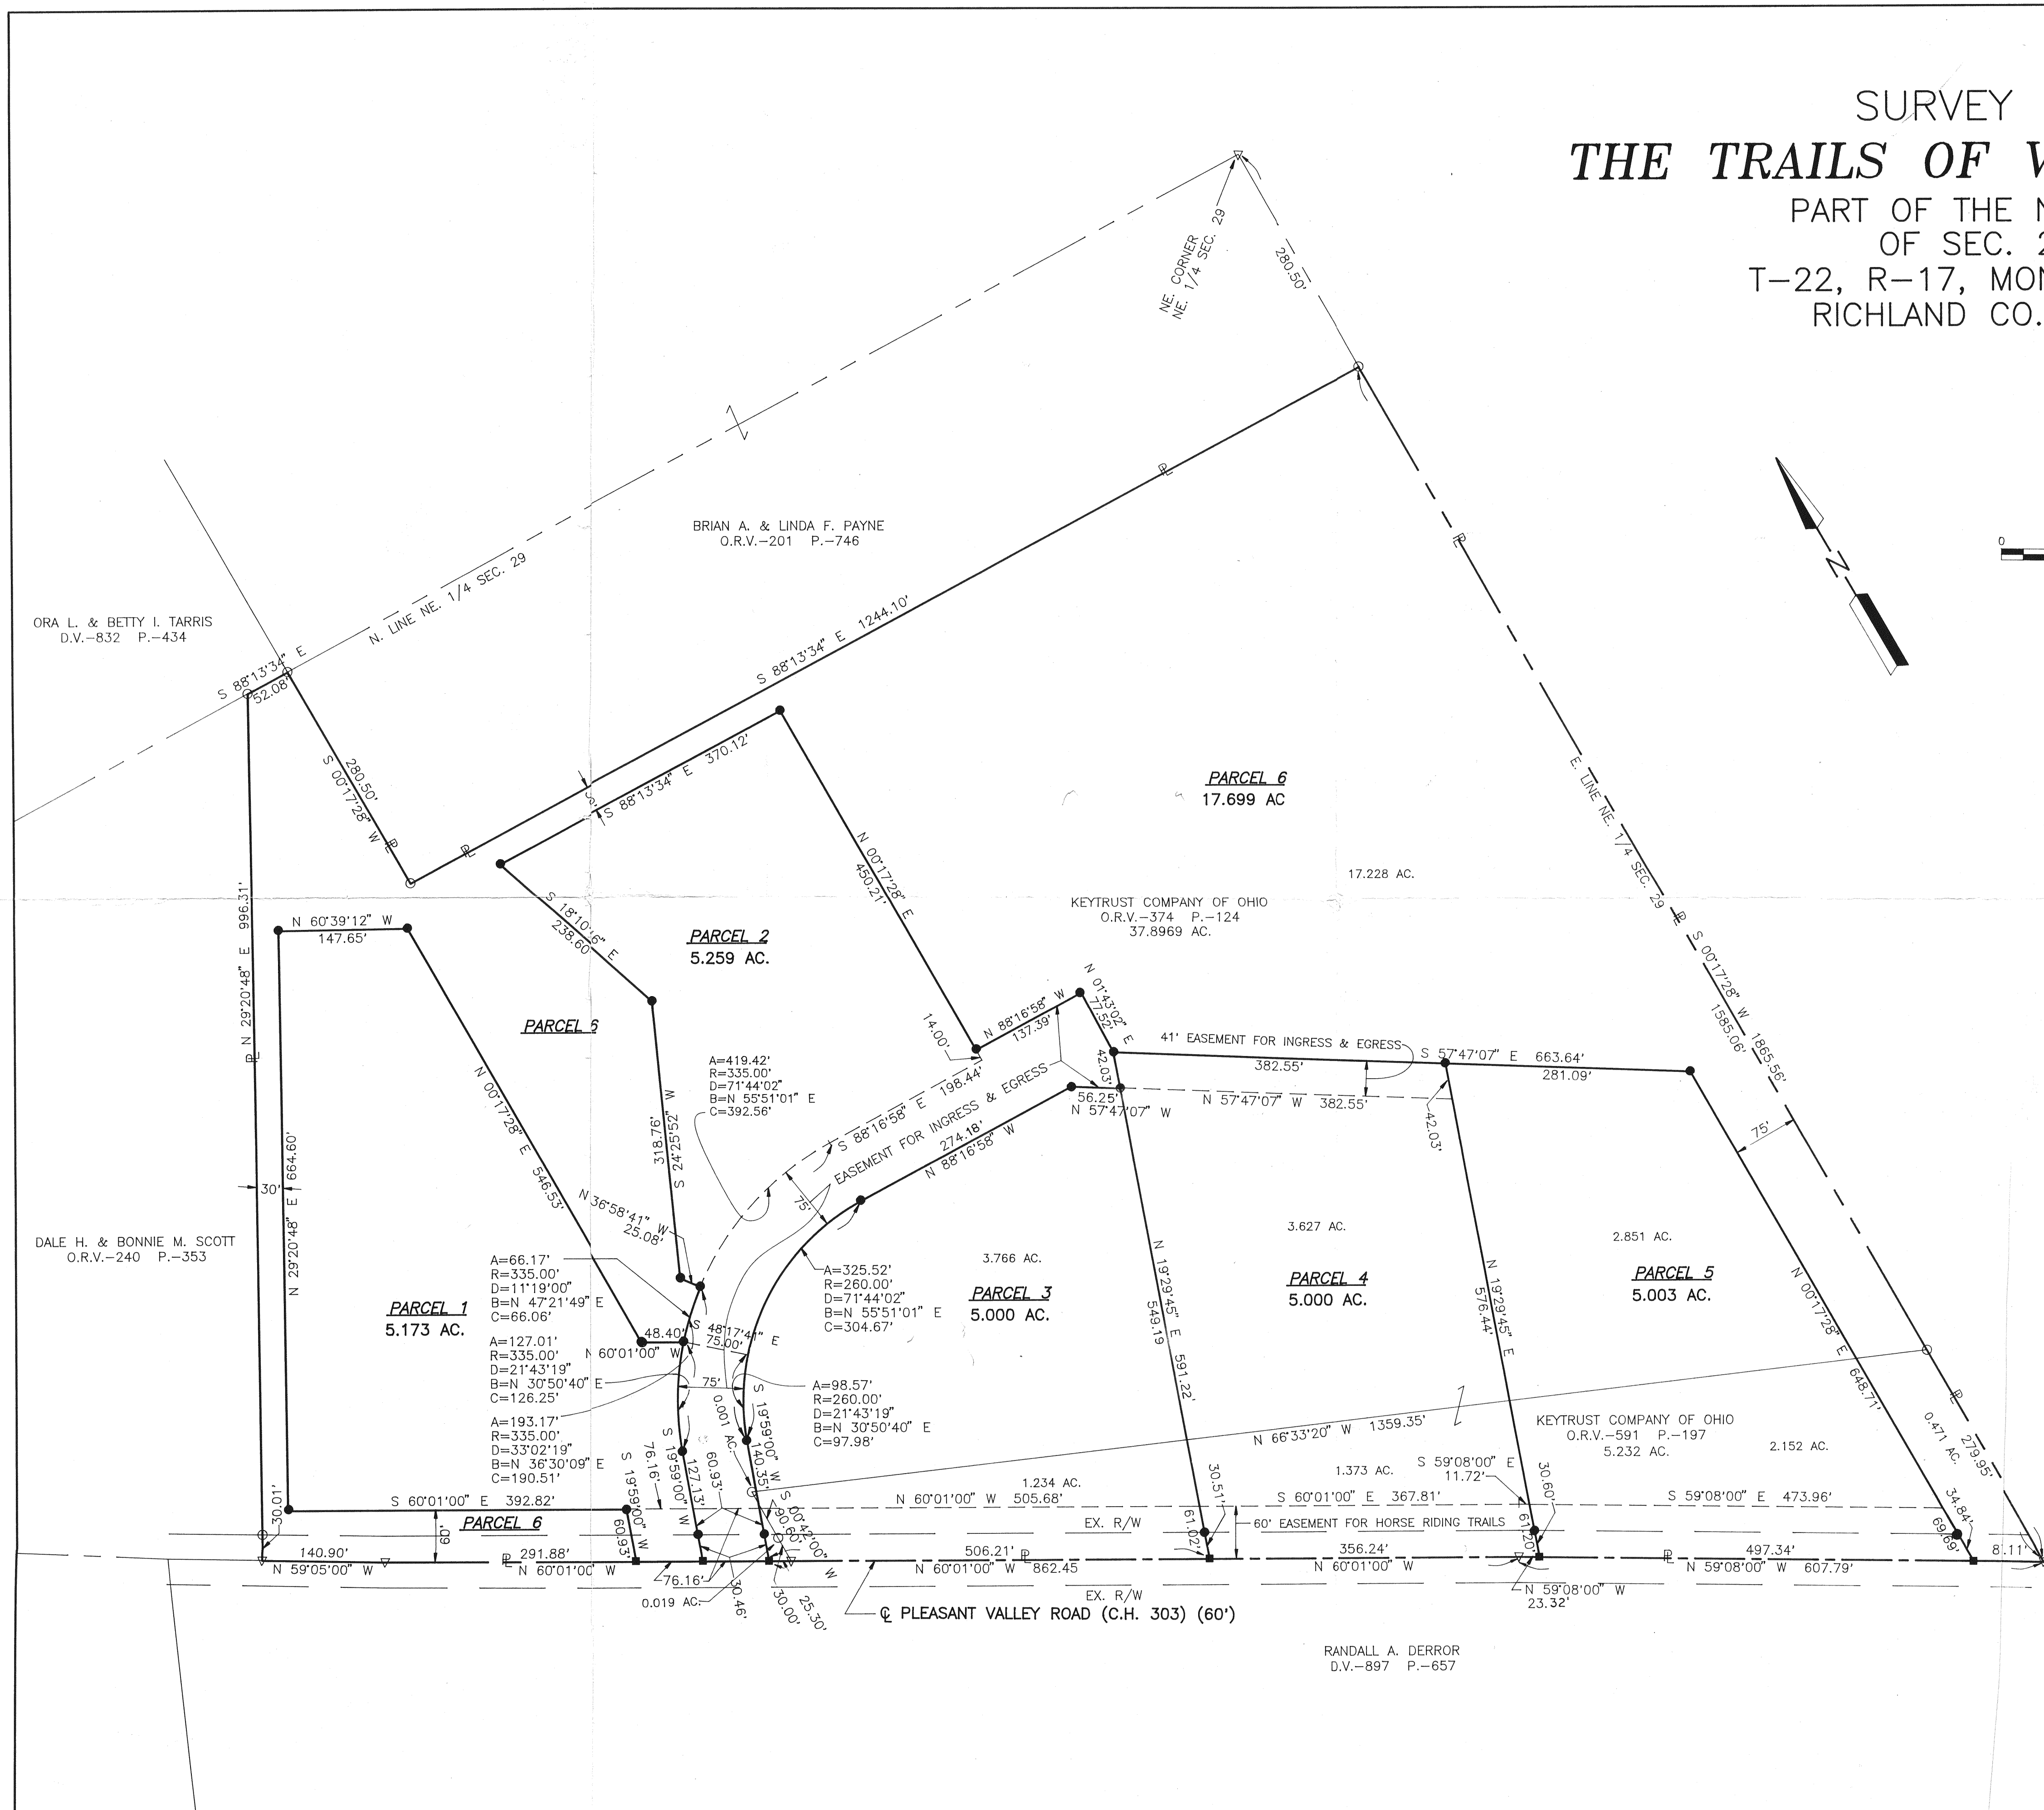 SURVEY
THE TRAILS OF
PART OF THE
OF SEC.
T-22, R-17,
RICHLAND CO.
NE. CORNER
NE. 1/4 SEC. 29
280.50'
N
0
BRIAN A. & LINDA F. PAYNE
O.R.V.-201 P.-746
N. LINE NE. 1/4 SEC. 29
ORA L. & BETTY I. TARRIS
D.V.-832 P.-434
S 88°13'34" E
52.08'
280.50'
S 00°17'28" W
S 88°13'34" E 1244.10'
S 88°13'34" E 370.12'
PARCEL 6
17.699 AC
17.228 AC.
E. LINE NE. 1/4 SEC. 29
S 00°17'28" W 1865.56'
1585.06'
N 00°17'28" E
450.21'
KEYTRUST COMPANY OF OHIO
O.R.V.-374 P.-124
37.8969 AC.
N 60°39'12" W
147.65'
S 18°10'16" E
238.60'
PARCEL 2
5.259 AC.
PARCEL 6
N 29°20'48" E 996.31'
N 29°20'48" E 664.60'
30'
N 00°17'28" E 546.53'
318.76'
S 24°25'52" W
A=419.42'
R=335.00'
D=71°44'02"
B=N 55°51'01" E
C=392.56'
14.00'
N 88°16'58" W
137.39'
N 01°43'02" E
77.52'
42.03'
41' EASEMENT FOR INGRESS & EGRESS
S 57°47'07" E 663.64'
382.55'
281.09'
56.25'
N 57°47'07" W
N 57°47'07" W 382.55'
42.03'
75'
S 88°16'58" E 198.44'
EASEMENT FOR INGRESS & EGRESS
274.18'
N 88°16'58" W
75'
N 36°58'41" W
25.08'
DALE H. & BONNIE M. SCOTT
O.R.V.-240 P.-353
A=66.17'
R=335.00'
D=11°19'00"
B=N 47°21'49" E
C=66.06'
A=325.52'
R=260.00'
D=71°44'02"
B=N 55°51'01" E
C=304.67'
PARCEL 1
5.173 AC.
3.766 AC.
PARCEL 3
5.000 AC.
3.627 AC.
PARCEL 4
5.000 AC.
2.851 AC.
PARCEL 5
5.003 AC.
N 19°29'45" E 591.22'
549.19
N 19°29'45" E
576.44'
N 00°17'28" E 648.71'
48.40'
N 60°01'00" W
S 48°17'41" E
75.00'
A=127.01'
R=335.00'
D=21°43'19"
B=N 30°50'40" E
C=126.25'
75'
A=98.57'
R=260.00'
D=21°43'19"
B=N 30°50'40" E
C=97.98'
A=193.17'
R=335.00'
D=33°02'19"
B=N 36°30'09" E
C=190.51'
0.001 AC.
S 19°59'00" W
140.35'
S 19°59'00" W
127.13'
60.93'
76.16'
S 19°59'00" W
60.93'
S 00°42'00" W
90.60'
N 66°33'20" W 1359.35'
KEYTRUST COMPANY OF OHIO
O.R.V.-591 P.-197
5.232 AC.
2.152 AC.
0.471 AC.
279.95'
1.234 AC.
1.373 AC.
S 59°08'00" E
11.72'
30.51'
30.60'
34.84'
30.01'
S 60°01'00" E 392.82'
PARCEL 6
60'
N 60°01'00" W 505.68'
S 60°01'00" E 367.81'
S 59°08'00" E 473.96'
EX. R/W
60' EASEMENT FOR HORSE RIDING TRAILS
61.02'
61.20'
69.69'
140.90'
N 59°05'00" W
291.88'
N 60°01'00" W
76.16'
0.019 AC.
30.46'
30.00'
25.30'
506.21'
N 60°01'00" W 862.45
356.24'
N 60°01'00" W
497.34'
N 59°08'00" W 607.79'
81.11'
N 59°08'00" W
23.32'
EX. R/W
℄ PLEASANT VALLEY ROAD (C.H. 303) (60')
RANDALL A. DERROR
D.V.-897 P.-657